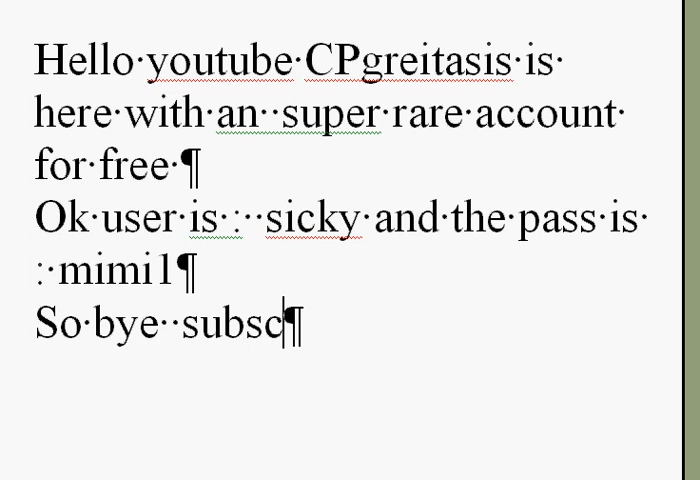 Hello youtube CPgreitasis is
here with an  super rare account
for free ¶
Ok user is :  sicky and the pass is
: mimi1¶
So bye  subsc¶